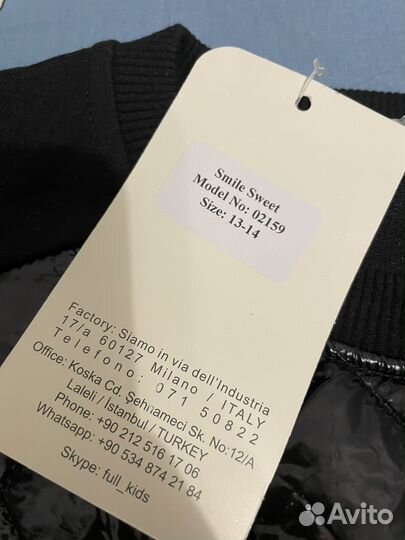 Smile Sweet
Model No: 02159
Size: 13-14
Factory: Siamo in via dell'Industria
17/a 60127 Milano / ITALY
Telefono: 071 50822
Office: Koska Cd. Şehnameci Sk. No:12/A
Laleli / İstanbul / TURKEY
Phone: +90 212 516 17 06
Whatsapp: +90 534 874 21 84
Skype: full_kids
Avito